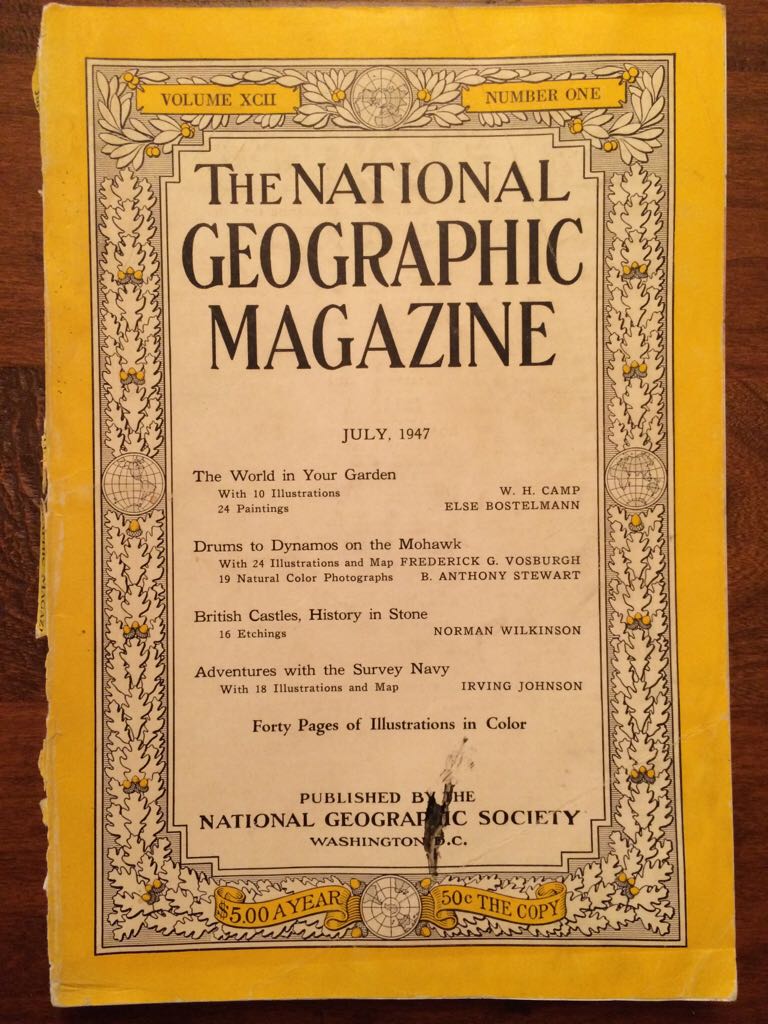 VOLUME XCII
NUMBER ONE
THE NATIONAL
GEOGRAPHIC
MAGAZINE
JULY, 1947
The World in Your Garden
With 10 Illustrations W. H. CAMP
24 Paintings ELSE BOSTELMANN
Drums to Dynamos on the Mohawk
With 24 Illustrations and Map FREDERICK G. VOSBURGH
19 Natural Color Photographs B. ANTHONY STEWART
British Castles, History in Stone
16 Etchings NORMAN WILKINSON
Adventures with the Survey Navy
With 18 Illustrations and Map IRVING JOHNSON
Forty Pages of Illustrations in Color
PUBLISHED BY THE
NATIONAL GEOGRAPHIC SOCIETY
WASHINGTON D.C.
$5.00 A YEAR
50c THE COPY